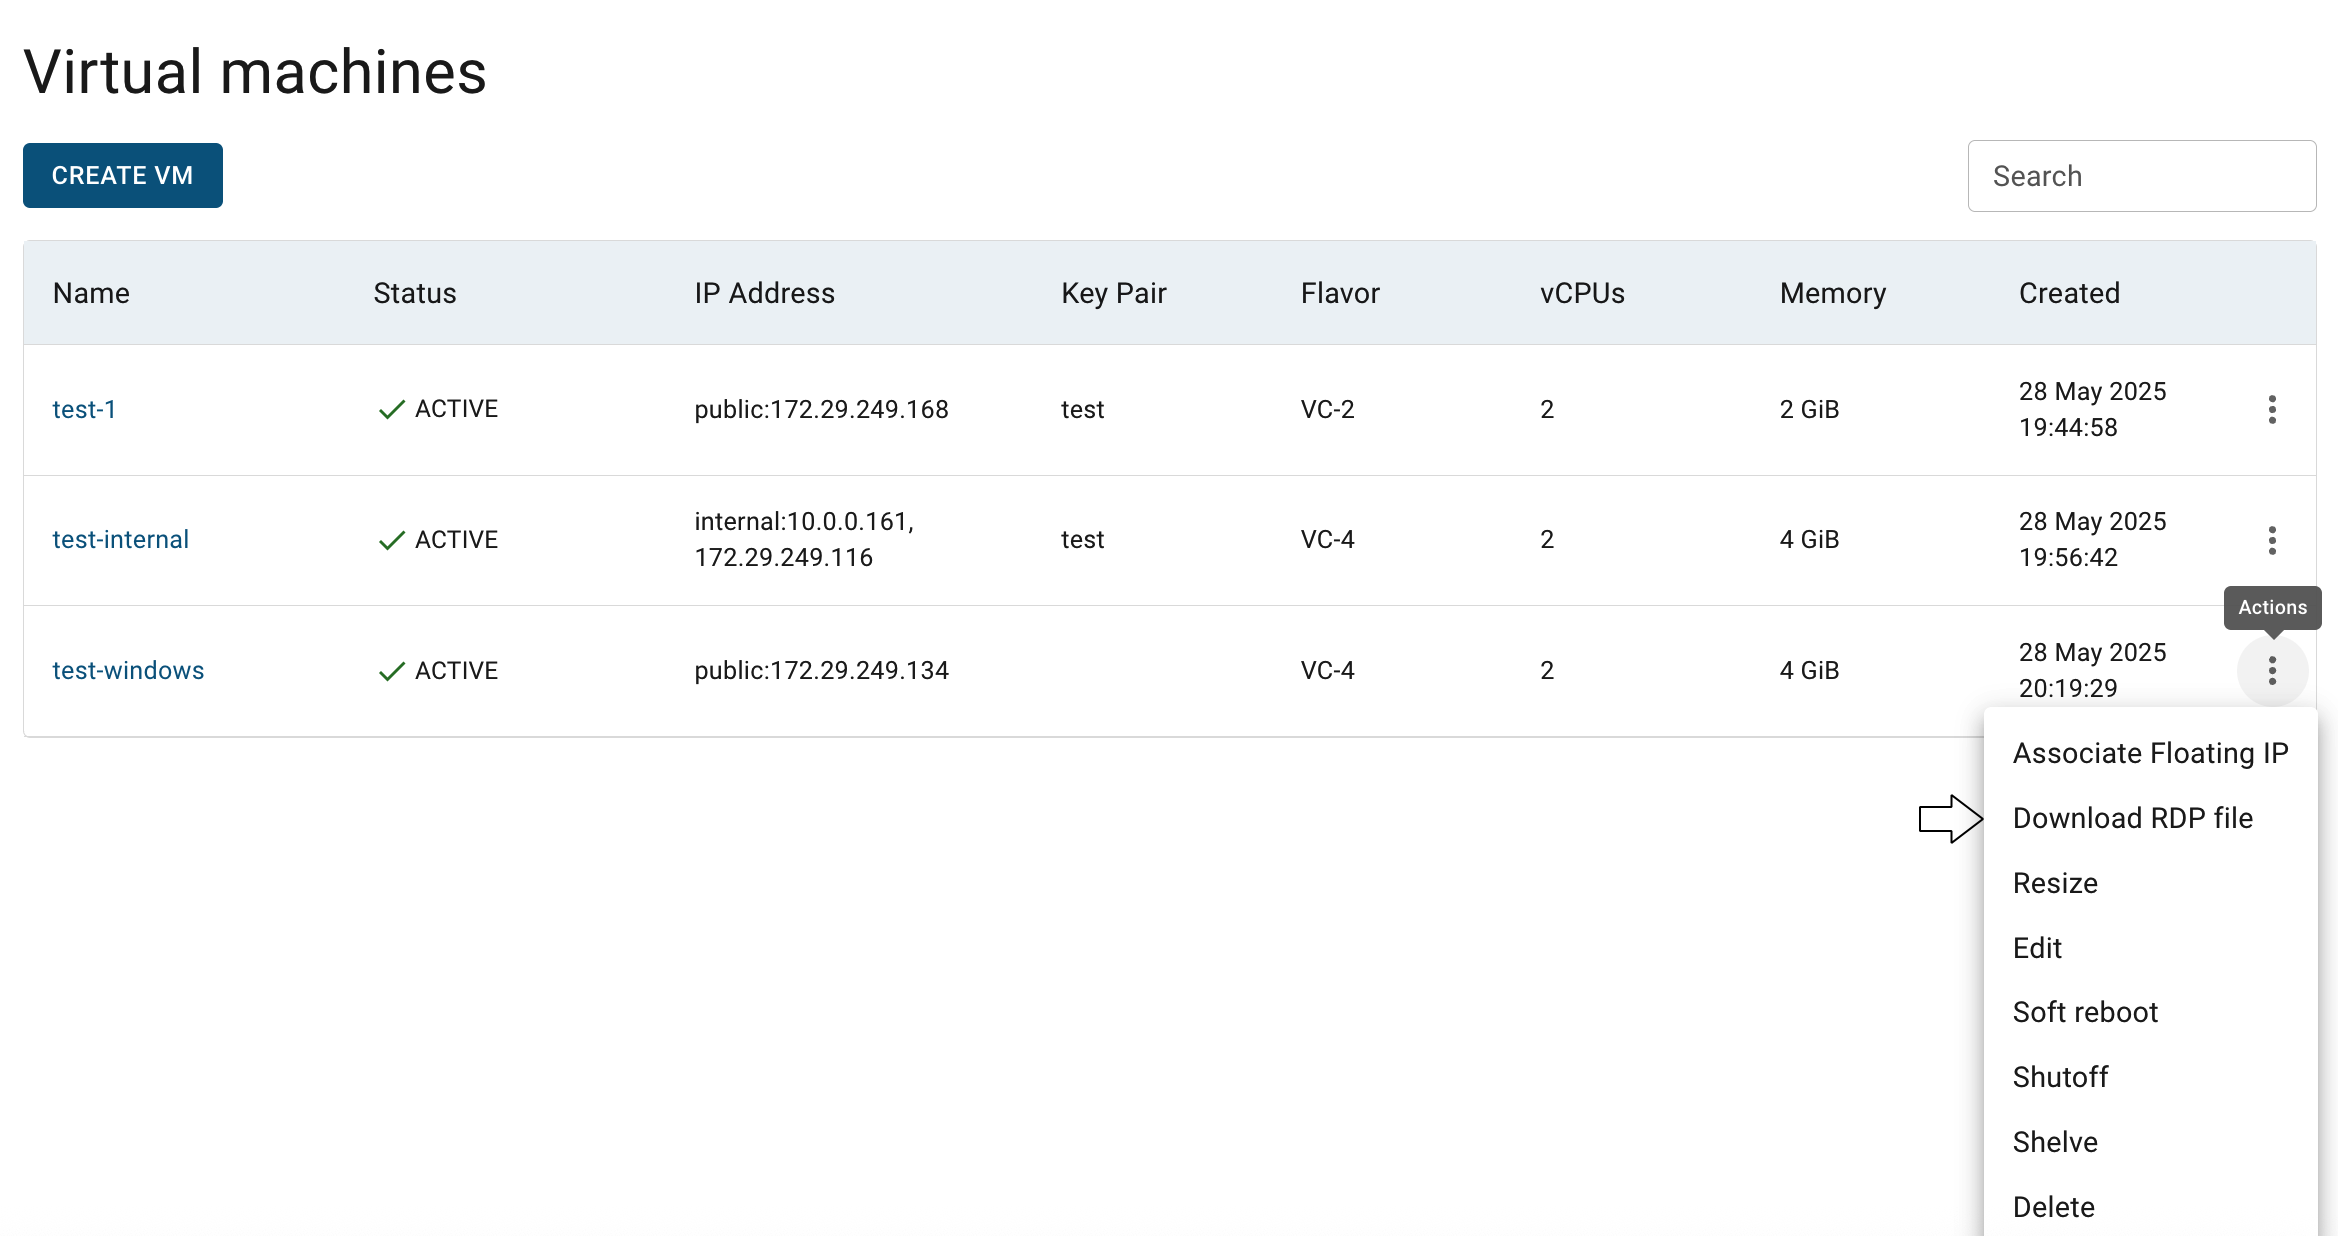 Virtual machines
CREATE VM
Search
Name Status IP Address Key Pair Flavor vCPUs Memory Created
test-1 ACTIVE public:172.29.249.168 test VC-2 2 2 GiB 28 May 2025
19:44:58
test-internal ACTIVE internal:10.0.0.161, test VC-4 2 4 GiB 28 May 2025
172.29.249.116 19:56:42
Actions
test-windows ACTIVE public:172.29.249.134 VC-4 2 4 GiB 28 May 2025
20:19:29
Associate Floating IP
Download RDP file
Resize
Edit
Soft reboot
Shutoff
Shelve
Delete